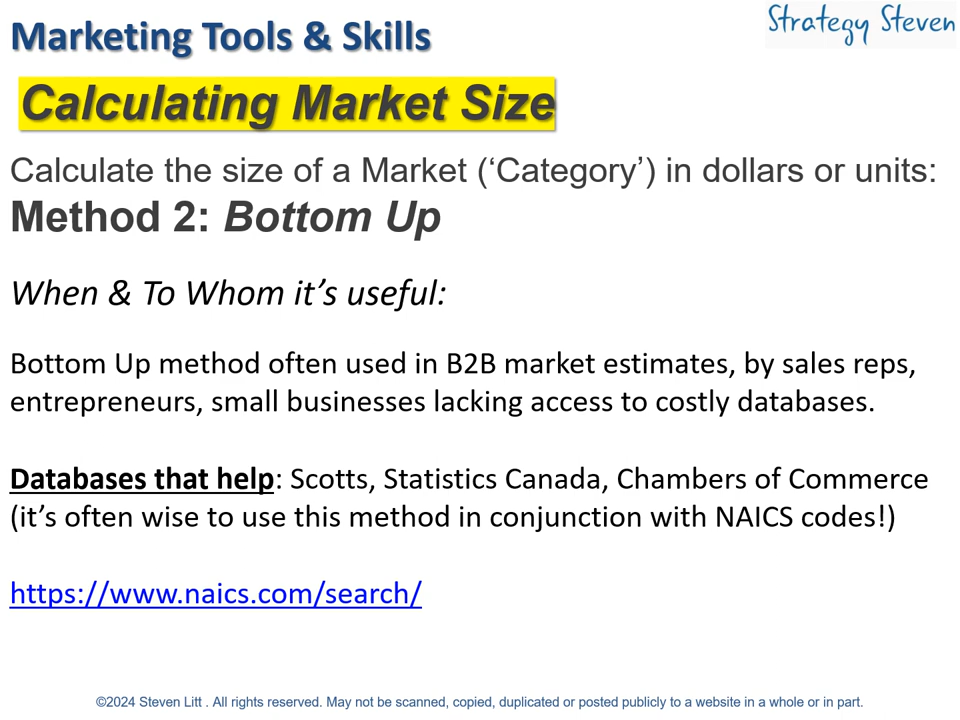 Marketing Tools & Skills
Strategy Steven
Calculating Market Size
Calculate the size of a Market (‘Category’) in dollars or units:
Method 2: Bottom Up
When & To Whom it’s useful:
Bottom Up method often used in B2B market estimates, by sales reps,
entrepreneurs, small businesses lacking access to costly databases.
Databases that help: Scotts, Statistics Canada, Chambers of Commerce
(it’s often wise to use this method in conjunction with NAICS codes!)
https://www.naics.com/search/
©2024 Steven Litt . All rights reserved. May not be scanned, copied, duplicated or posted publicly to a website in a whole or in part.